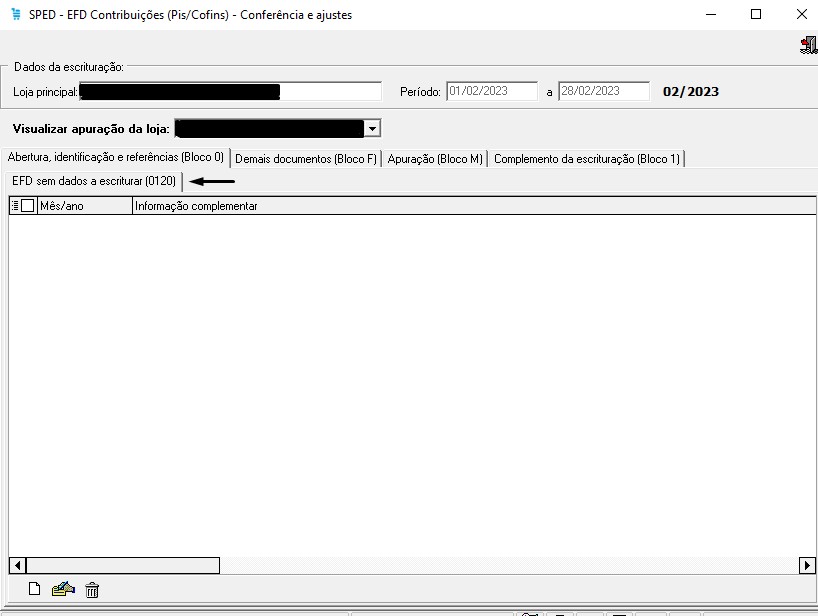 SPED - EFD Contribuições (Pis/Cofins) - Conferência e ajustes
Dados da escrituração:
Loja principal: Período: 01/02/2023 a 28/02/2023 02/2023
Visualizar apuração da loja:
Abertura, identificação e referências (Bloco 0) Demais documentos (Bloco F) Apuração (Bloco M) Complemento da escrituração (Bloco 1)
EFD sem dados a escriturar (0120)
Mês/ano Informação complementar